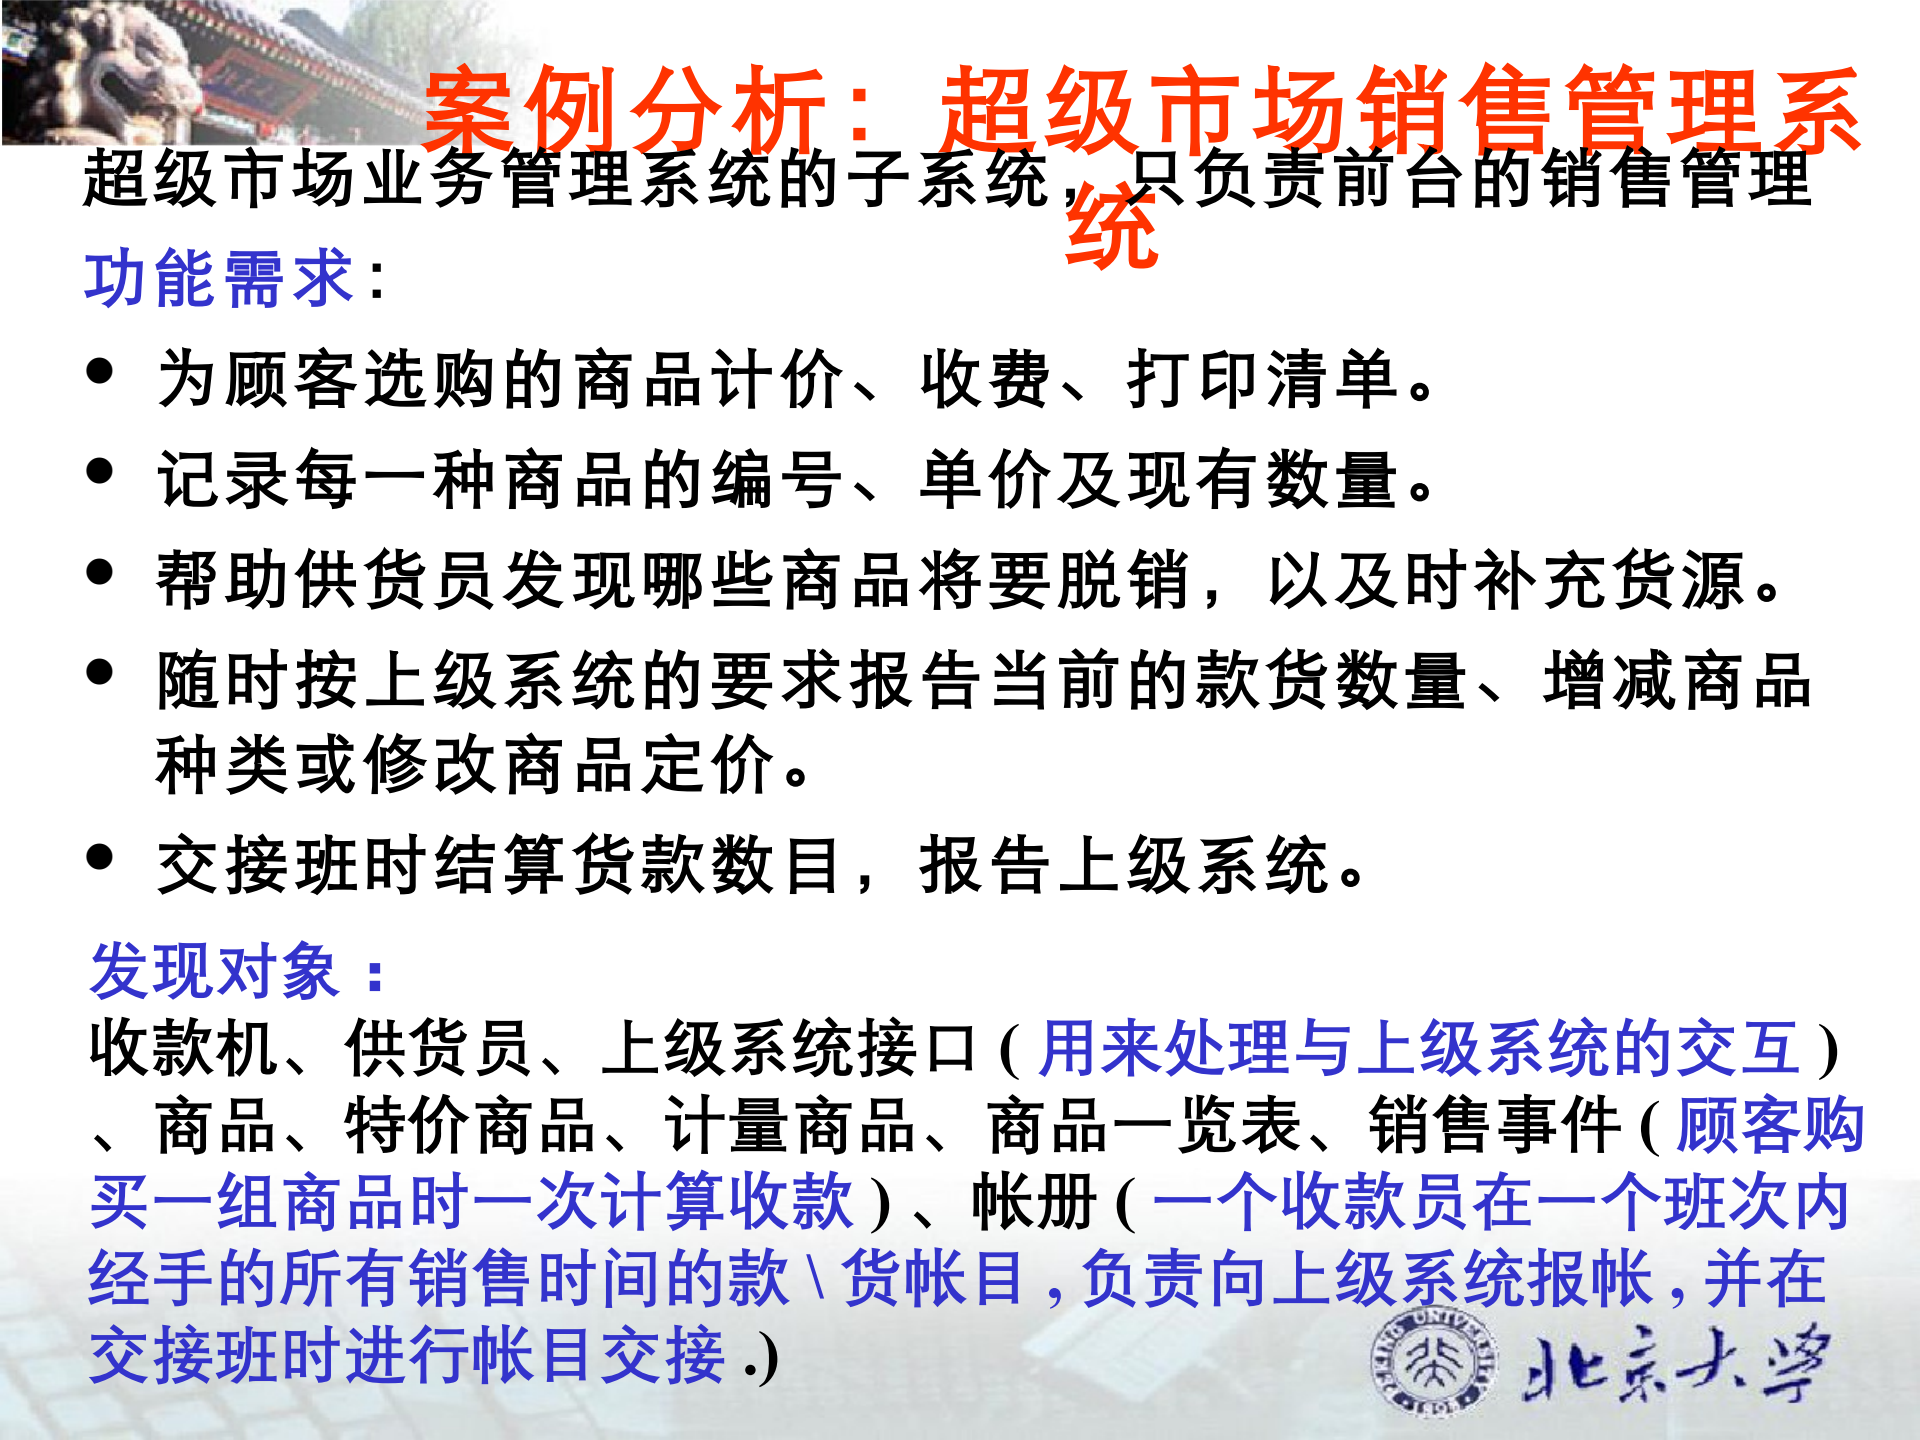 案例分析：超级市场销售管理系
统
超级市场业务管理系统的子系统，只负责前台的销售管理
功能需求：
• 为顾客选购的商品计价、收费、打印清单。
• 记录每一种商品的编号、单价及现有数量。
• 帮助供货员发现哪些商品将要脱销，以及时补充货源。
• 随时按上级系统的要求报告当前的款货数量、增减商品
种类或修改商品定价。
• 交接班时结算货款数目，报告上级系统。
发现对象：
收款机、供货员、上级系统接口(用来处理与上级系统的交互)
、商品、特价商品、计量商品、商品一览表、销售事件(顾客购
买一组商品时一次计算收款)、帐册(一个收款员在一个班次内
经手的所有销售时间的款\货帐目,负责向上级系统报帐,并在
交接班时进行帐目交接.)
北京大学